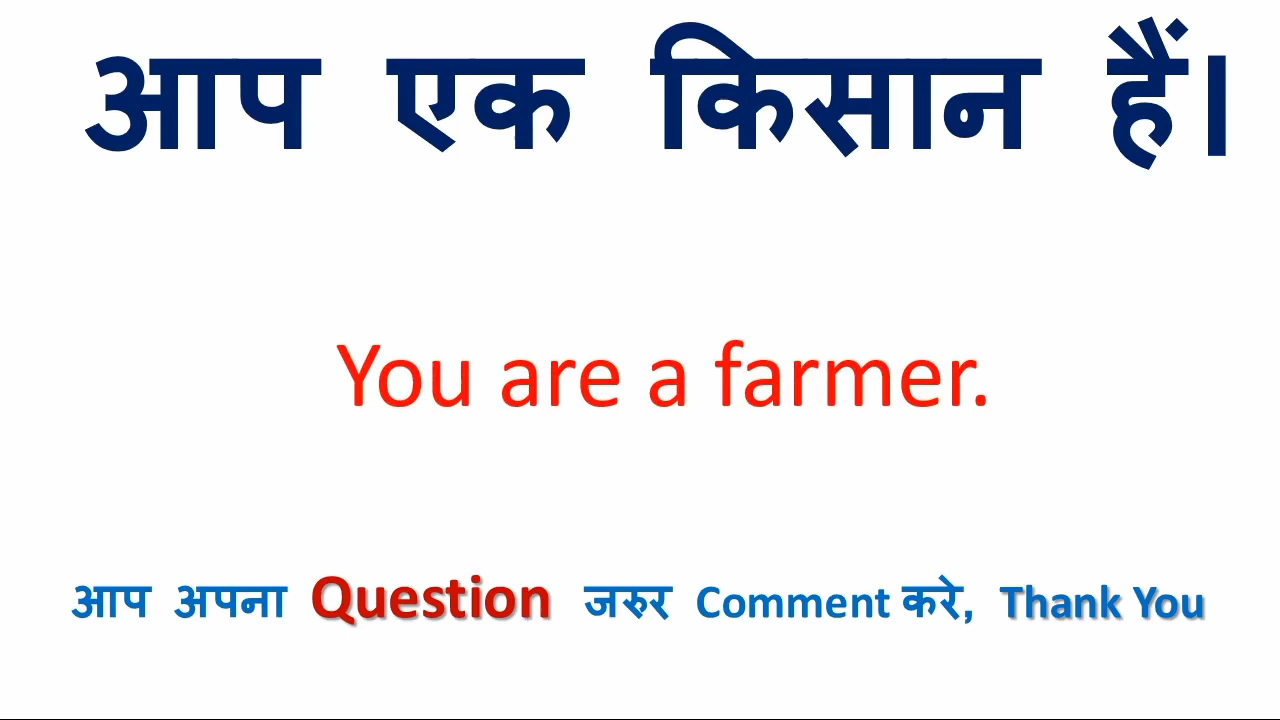 आप एक किसान हैं।
You are a farmer.
आप अपना Question जरुर Comment करे, Thank You